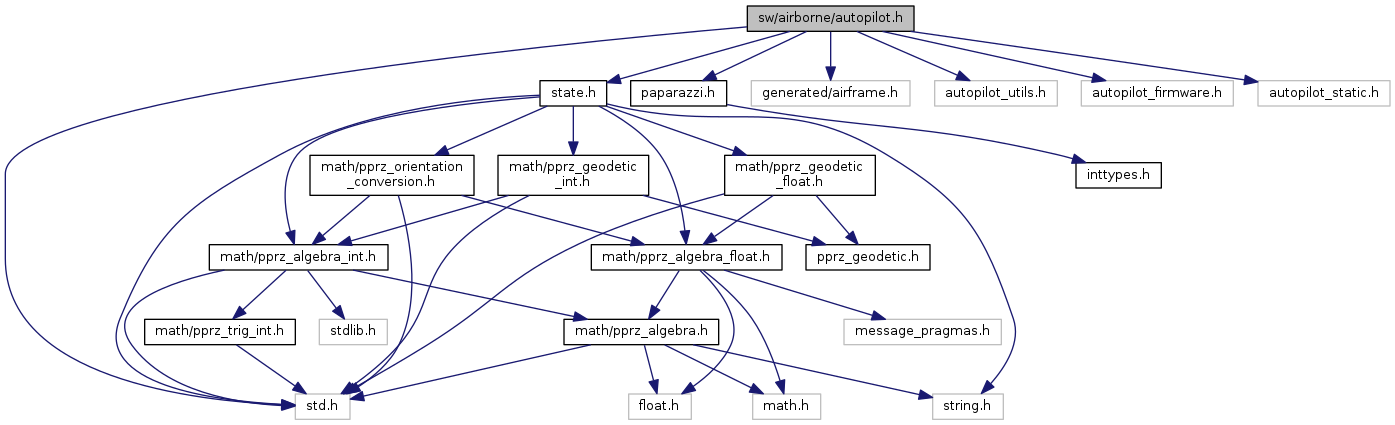 sw/airborne/autopilot.h
state.h
paparazzi.h
generated/airframe.h
autopilot_utils.h
autopilot_firmware.h
autopilot_static.h
math/pprz_orientation
_conversion.h
math/pprz_geodetic
_int.h
math/pprz_geodetic
_float.h
inttypes.h
math/pprz_algebra_int.h
math/pprz_algebra_float.h
pprz_geodetic.h
math/pprz_trig_int.h
stdlib.h
math/pprz_algebra.h
message_pragmas.h
std.h
float.h
math.h
string.h